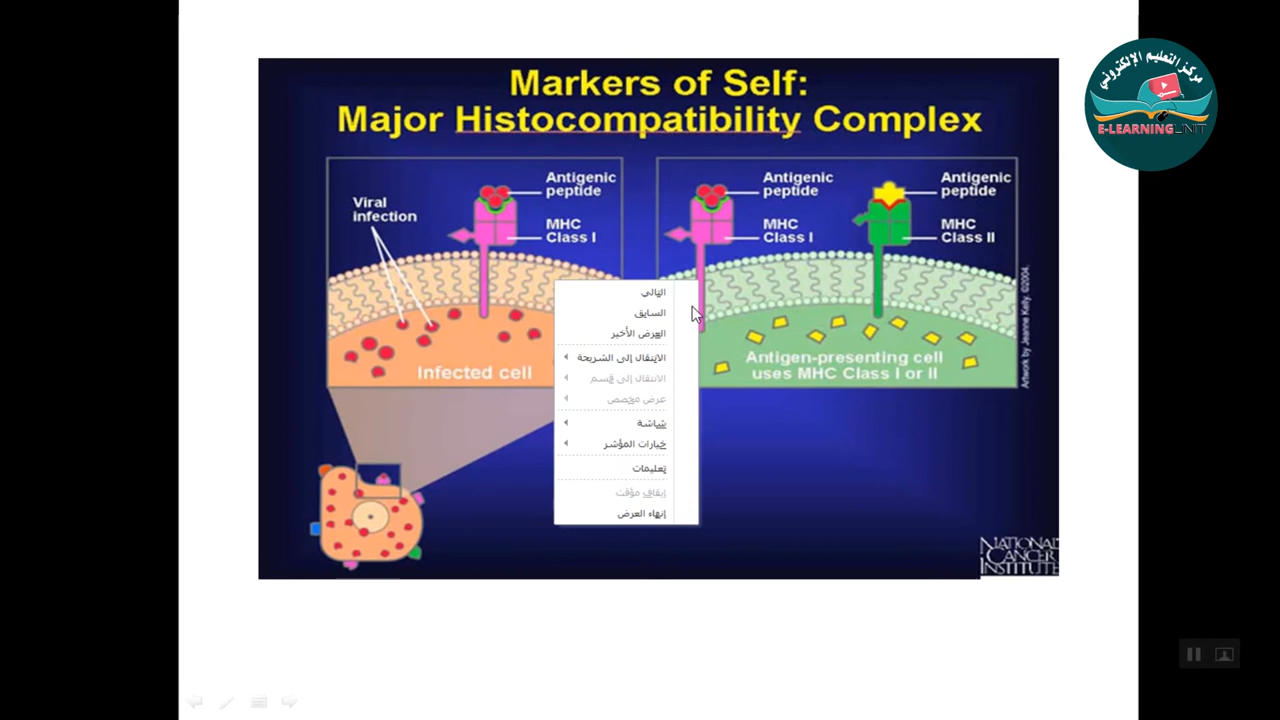 Markers of Self:
Major Histocompatibility Complex
Viral
infection
Antigenic
peptide
MHC
Class I
Infected cell
Antigenic
peptide
MHC
Class I
Antigenic
peptide
MHC
Class II
Antigen-presenting cell
uses MHC Class I or II
Artwork by Jeanne Kelly. ©2004.
NATIONAL
CANCER
INSTITUTE
مركز التعليم الإلكتروني
E-LEARNING UNIT
التالي
السابق
العرض الأخير
الانتقال إلى الشريحة
الانتقال إلى قسم
عرض مخصص
شاشة
خيارات المؤشر
تعليمات
إيقاف مؤقت
إنهاء العرض